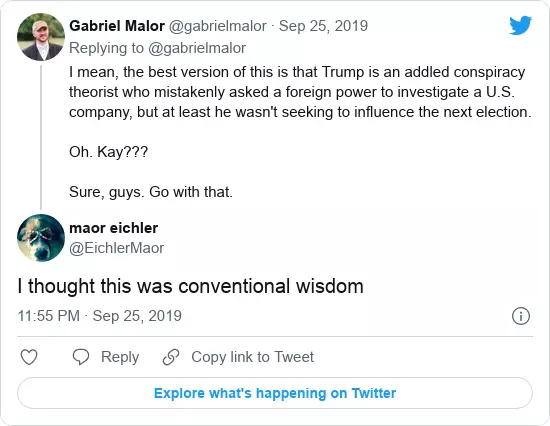 Gabriel Malor @gabrielmalor · Sep 25, 2019
Replying to @gabrielmalor
I mean, the best version of this is that Trump is an addled conspiracy
theorist who mistakenly asked a foreign power to investigate a U.S.
company, but at least he wasn't seeking to influence the next election.
Oh. Kay???
Sure, guys. Go with that.
maor eichler
@EichlerMaor
I thought this was conventional wisdom
11:55 PM · Sep 25, 2019
Reply Copy link to Tweet
Explore what's happening on Twitter